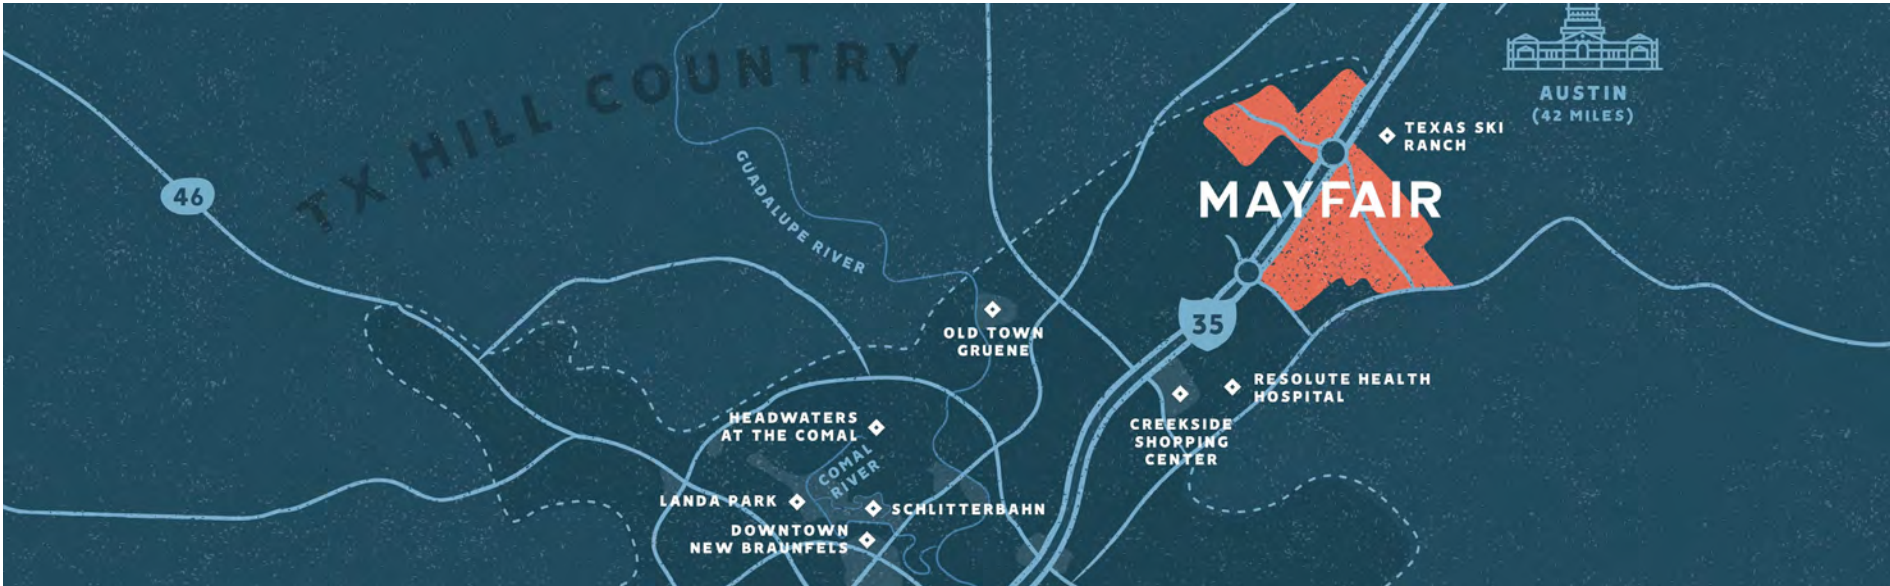 TX HILL COUNTRY
AUSTIN
(42 MILES)
TEXAS SKI
RANCH
GUADALUPE RIVER
46
MAYFAIR
35
OLD TOWN
GRUENE
RESOLUTE HEALTH
HOSPITAL
CREEKSIDE
SHOPPING
CENTER
HEADWATERS
AT THE COMAL
COMAL
RIVER
LANDA PARK
SCHLITTERBAHN
DOWNTOWN
NEW BRAUNFELS